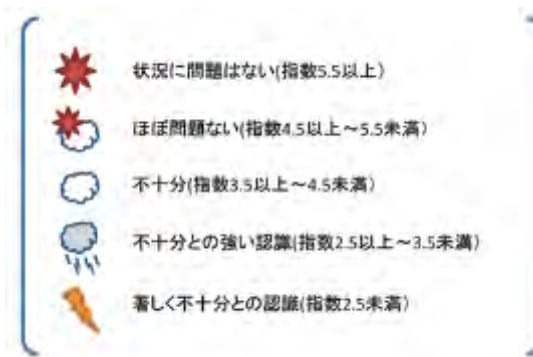 状況に問題はない(指数5.5以上)
ほぼ問題ない(指数4.5以上～5.5未満)
不十分(指数3.5以上～4.5未満)
不十分との強い認識(指数2.5以上～3.5未満)
著しく不十分との認識(指数2.5未満)